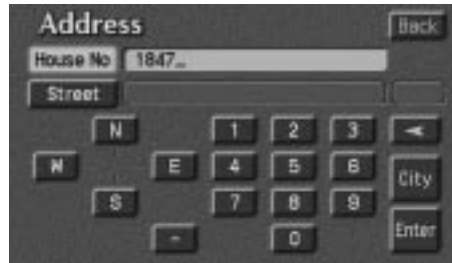 Address Back
House No 1847_
Street
N 1 2 3
W E 4 5 6 City
S 7 8 9
- 0 Enter